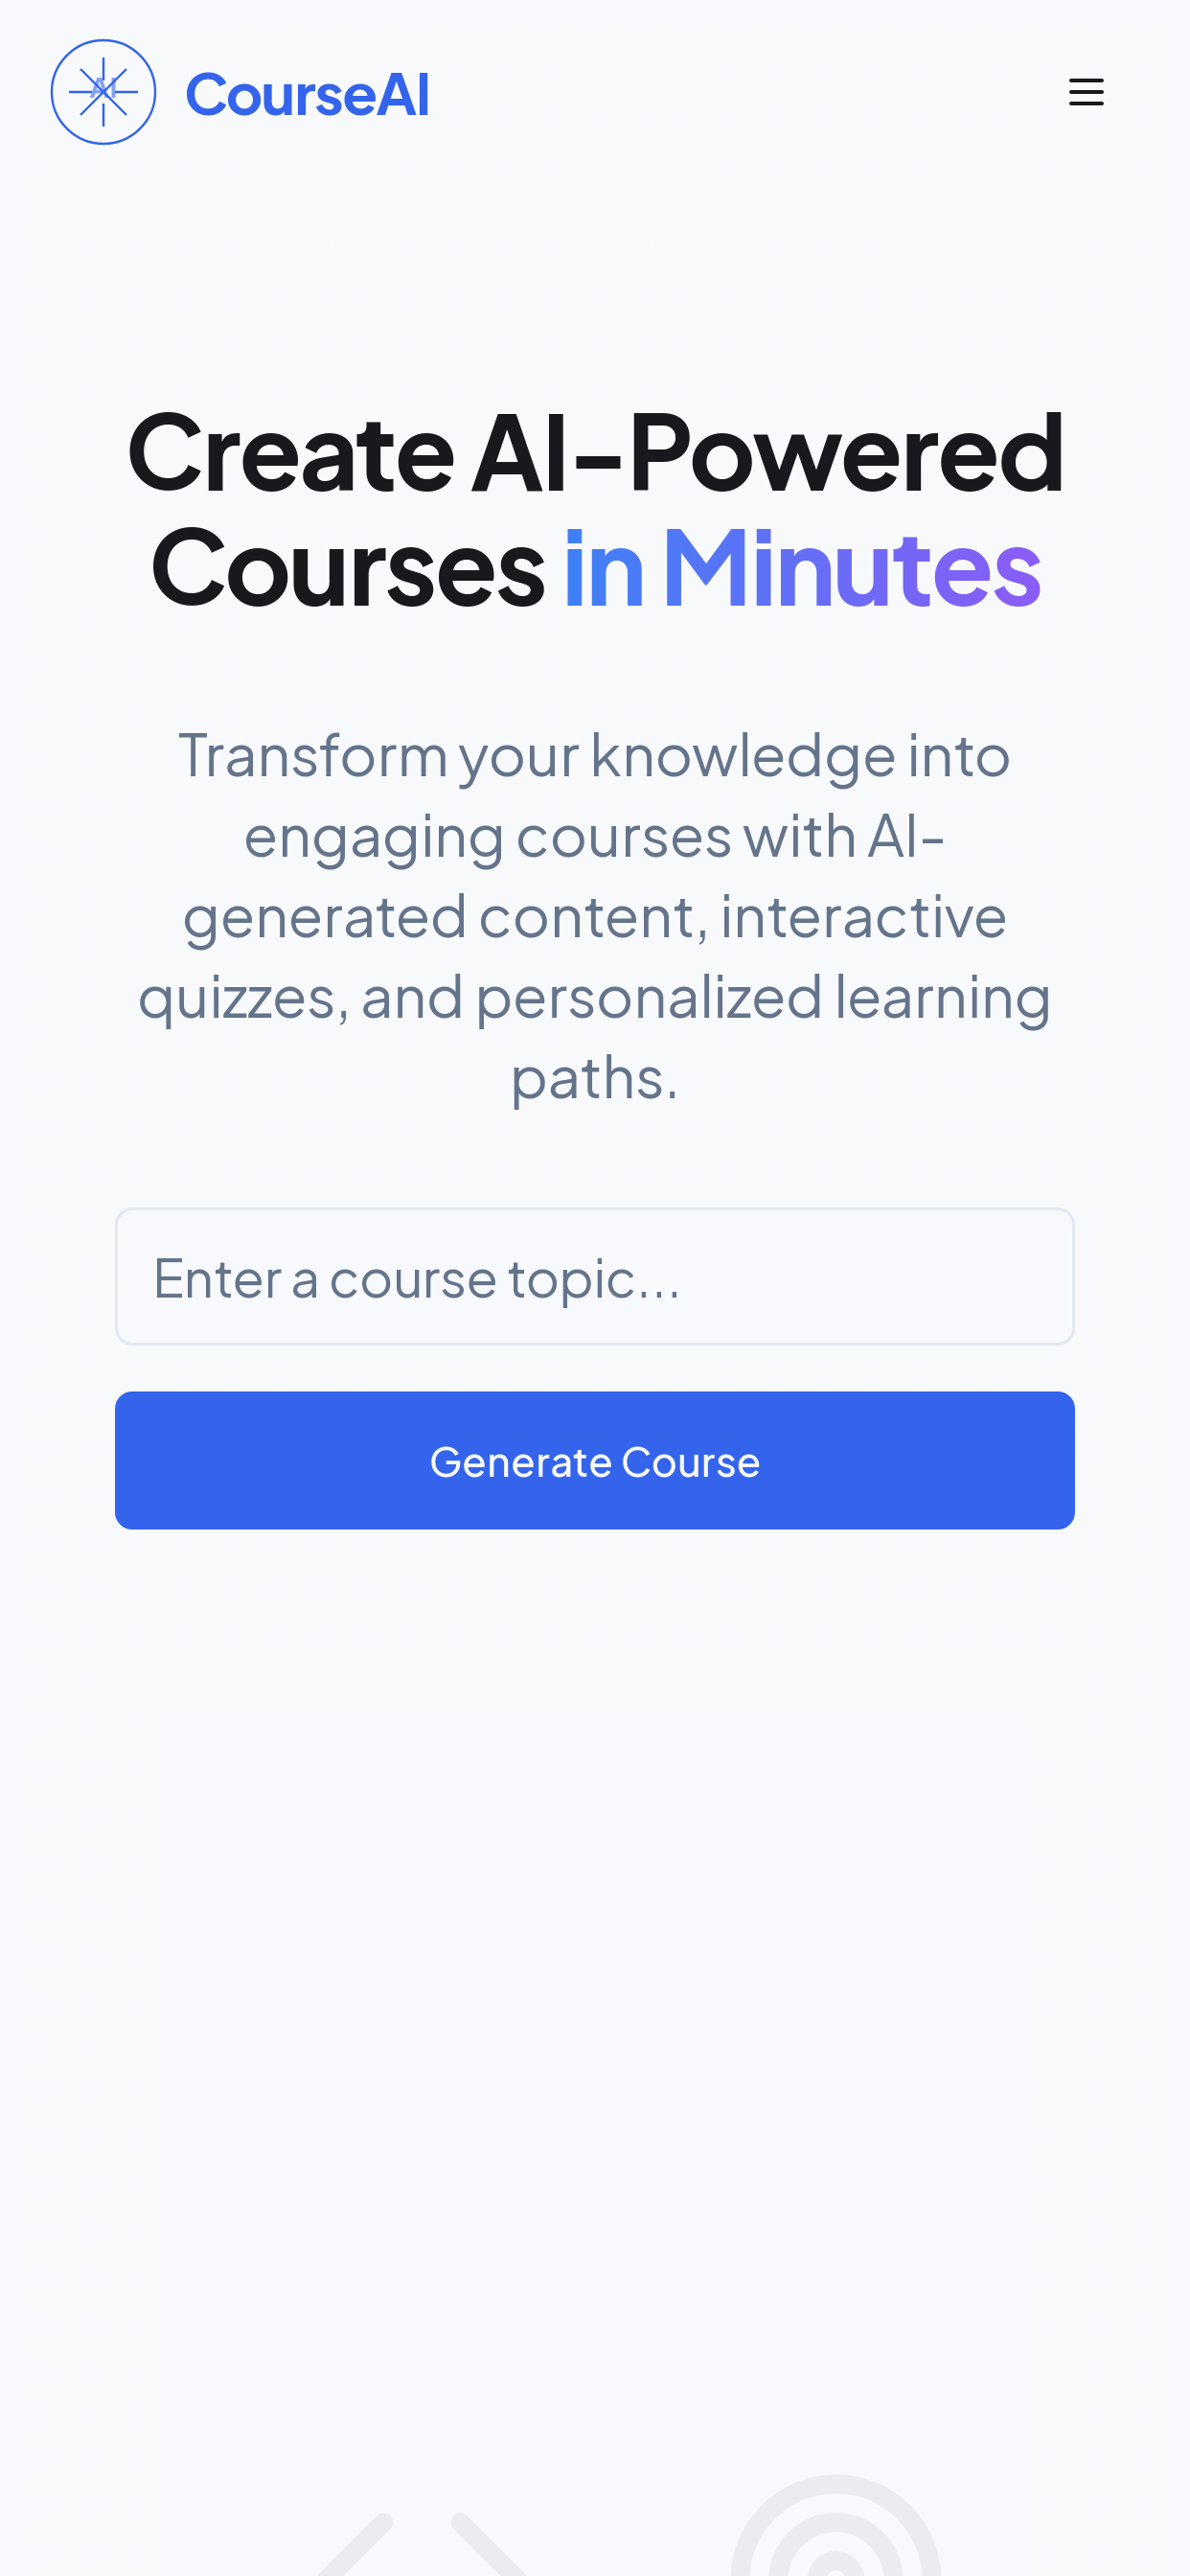 AI
CourseAI
Create AI-Powered
Courses in Minutes
Transform your knowledge into
engaging courses with AI-
generated content, interactive
quizzes, and personalized learning
paths.
Enter a course topic...
Generate Course